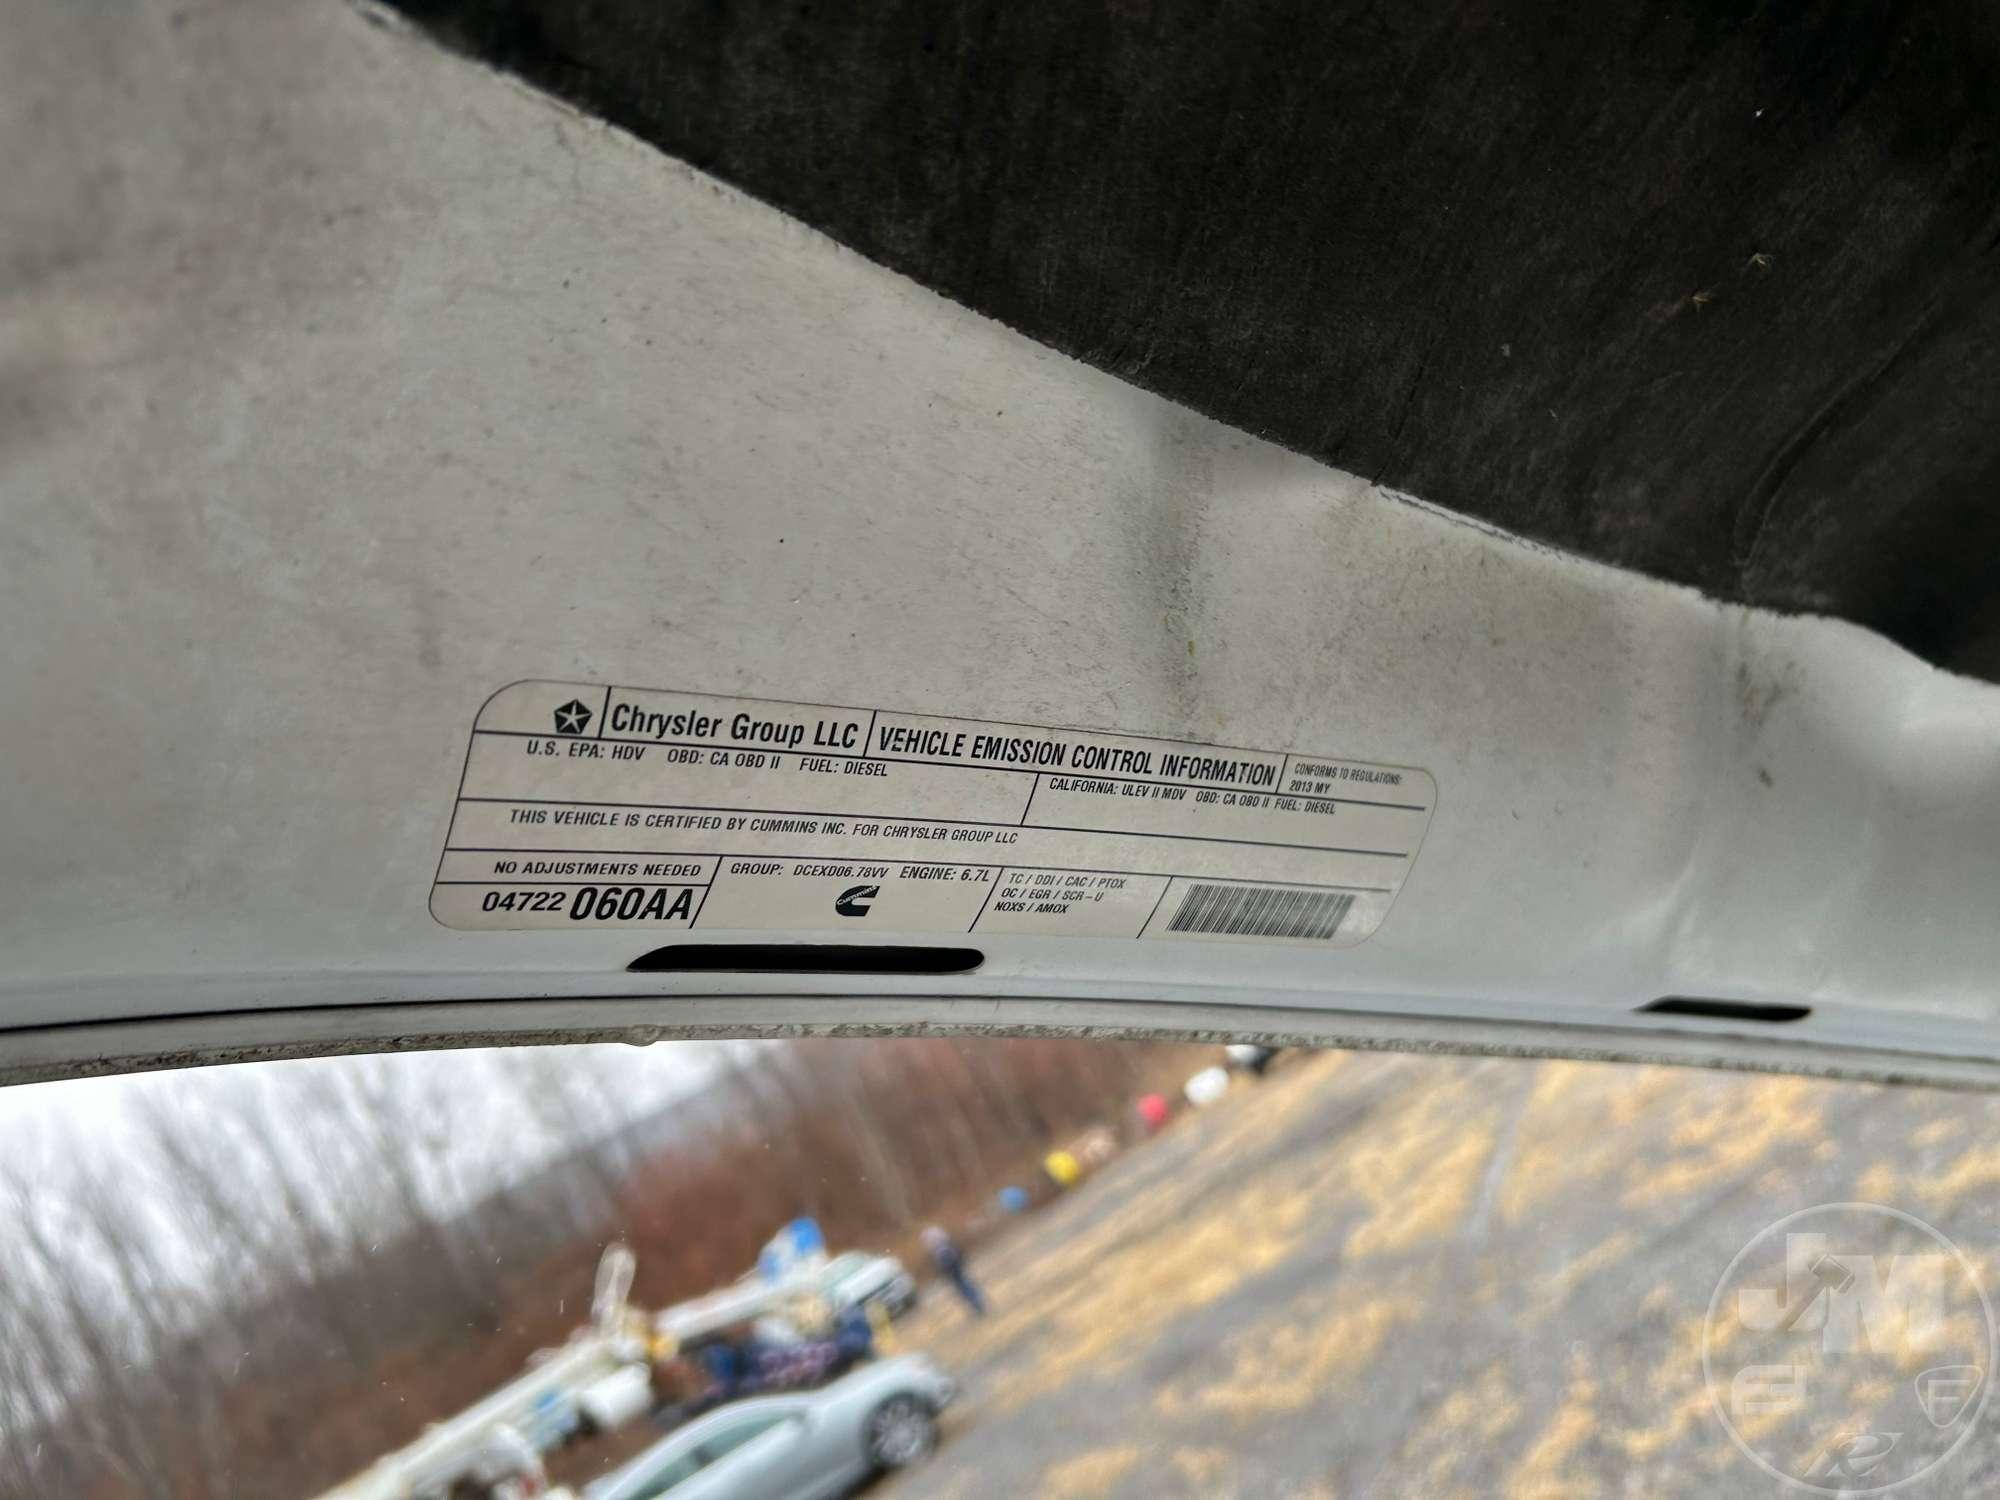 Chrysler Group LLC
VEHICLE EMISSION CONTROL INFORMATION
CONFORMS TO REGULATIONS:
2013 MY
U.S. EPA: HDV OBD: CA OBD II FUEL: DIESEL
CALIFORNIA: ULEV II MDV OBD: CA OBD II FUEL: DIESEL
THIS VEHICLE IS CERTIFIED BY CUMMINS INC. FOR CHRYSLER GROUP LLC
NO ADJUSTMENTS NEEDED
04722 060AA
GROUP: DCEXD06.78VV ENGINE: 6.7L
Cummins
TC / DDI / CAC / PTOX
OC / EGR / SCR-U
NOXS / AMOX
JM
E
F
R